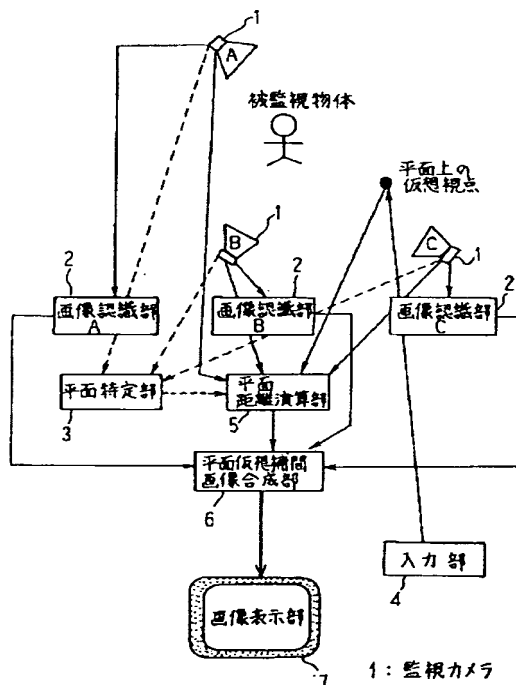 1
A
被監視物体
平面上の
仮想視点
1
B
C
1
2
2
2
画像認識部
A
画像認識部
B
画像認識部
C
平面特定部
3
平面
距離演算部
5
平面仮想補間
画像合成部
6
入力部
4
画像表示部
7
1:監視カメラ